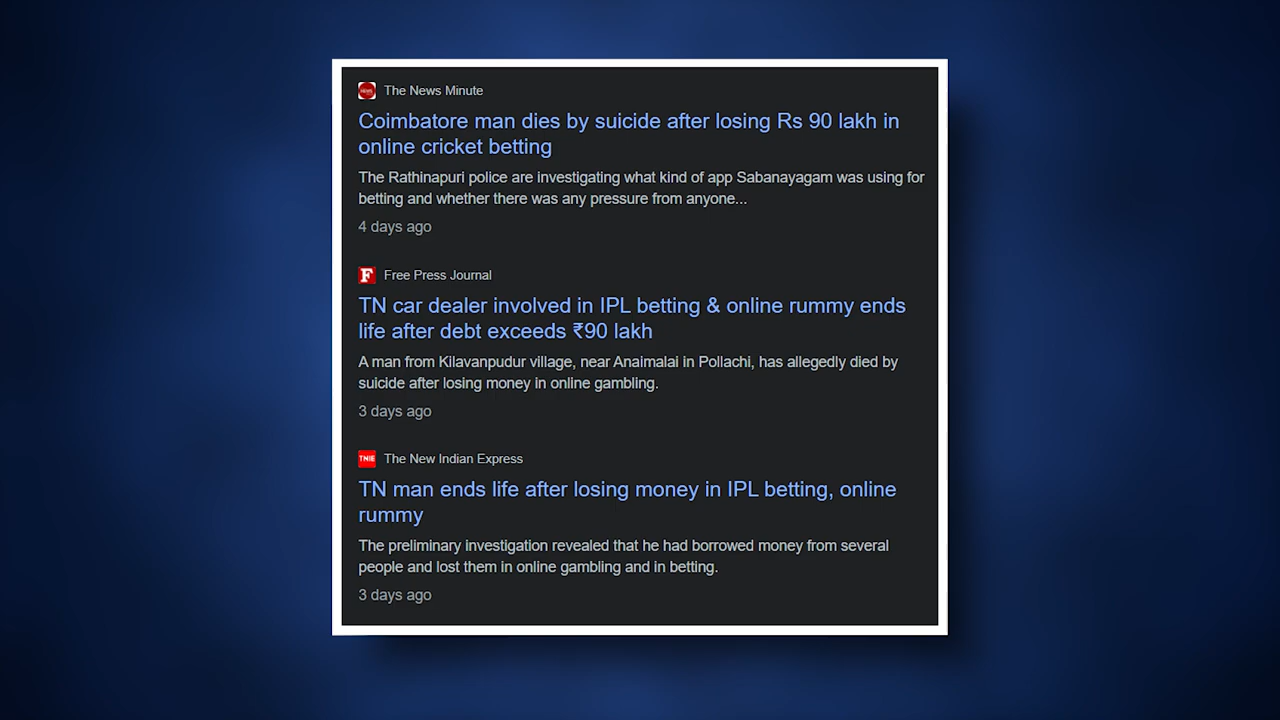 The News Minute
Coimbatore man dies by suicide after losing Rs 90 lakh in
online cricket betting
The Rathinapuri police are investigating what kind of app Sabanayagam was using for
betting and whether there was any pressure from anyone...
4 days ago
F
Free Press Journal
TN car dealer involved in IPL betting & online rummy ends
life after debt exceeds ₹90 lakh
A man from Kilavanpudur village, near Anaimalai in Pollachi, has allegedly died by
suicide after losing money in online gambling.
3 days ago
TNIE
The New Indian Express
TN man ends life after losing money in IPL betting, online
rummy
The preliminary investigation revealed that he had borrowed money from several
people and lost them in online gambling and in betting.
3 days ago